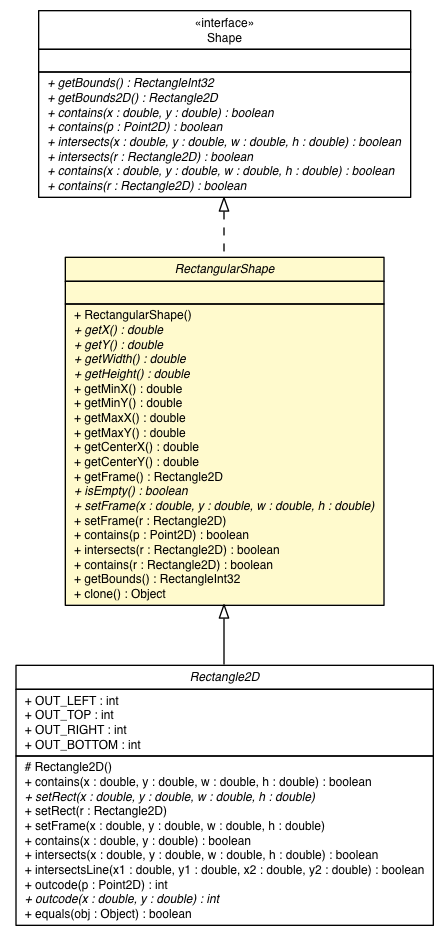 «interface»
Shape
+ getBounds() : RectangleInt32
+ getBounds2D() : Rectangle2D
+ contains(x : double, y : double) : boolean
+ contains(p : Point2D) : boolean
+ intersects(x : double, y : double, w : double, h : double) : boolean
+ intersects(r : Rectangle2D) : boolean
+ contains(x : double, y : double, w : double, h : double) : boolean
+ contains(r : Rectangle2D) : boolean
RectangularShape
+ RectangularShape()
+ getX() : double
+ getY() : double
+ getWidth() : double
+ getHeight() : double
+ getMinX() : double
+ getMinY() : double
+ getMaxX() : double
+ getMaxY() : double
+ getCenterX() : double
+ getCenterY() : double
+ getFrame() : Rectangle2D
+ isEmpty() : boolean
+ setFrame(x : double, y : double, w : double, h : double)
+ setFrame(r : Rectangle2D)
+ contains(p : Point2D) : boolean
+ intersects(r : Rectangle2D) : boolean
+ contains(r : Rectangle2D) : boolean
+ getBounds() : RectangleInt32
+ clone() : Object
Rectangle2D
+ OUT_LEFT : int
+ OUT_TOP : int
+ OUT_RIGHT : int
+ OUT_BOTTOM : int
# Rectangle2D()
+ contains(x : double, y : double, w : double, h : double) : boolean
+ setRect(x : double, y : double, w : double, h : double)
+ setRect(r : Rectangle2D)
+ setFrame(x : double, y : double, w : double, h : double)
+ contains(x : double, y : double) : boolean
+ intersects(x : double, y : double, w : double, h : double) : boolean
+ intersectsLine(x1 : double, y1 : double, x2 : double, y2 : double) : boolean
+ outcode(p : Point2D) : int
+ outcode(x : double, y : double) : int
+ equals(obj : Object) : boolean